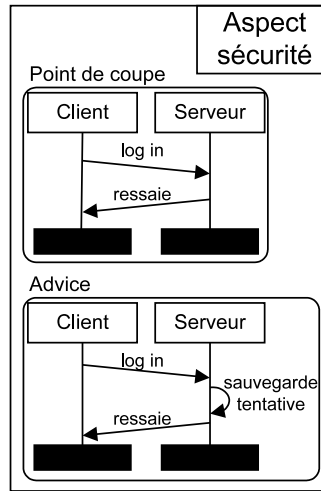 Aspect
sécurité
Point de coupe
Client
Serveur
log in
ressaie
Advice
Client
Serveur
log in
sauvegarde
tentative
ressaie